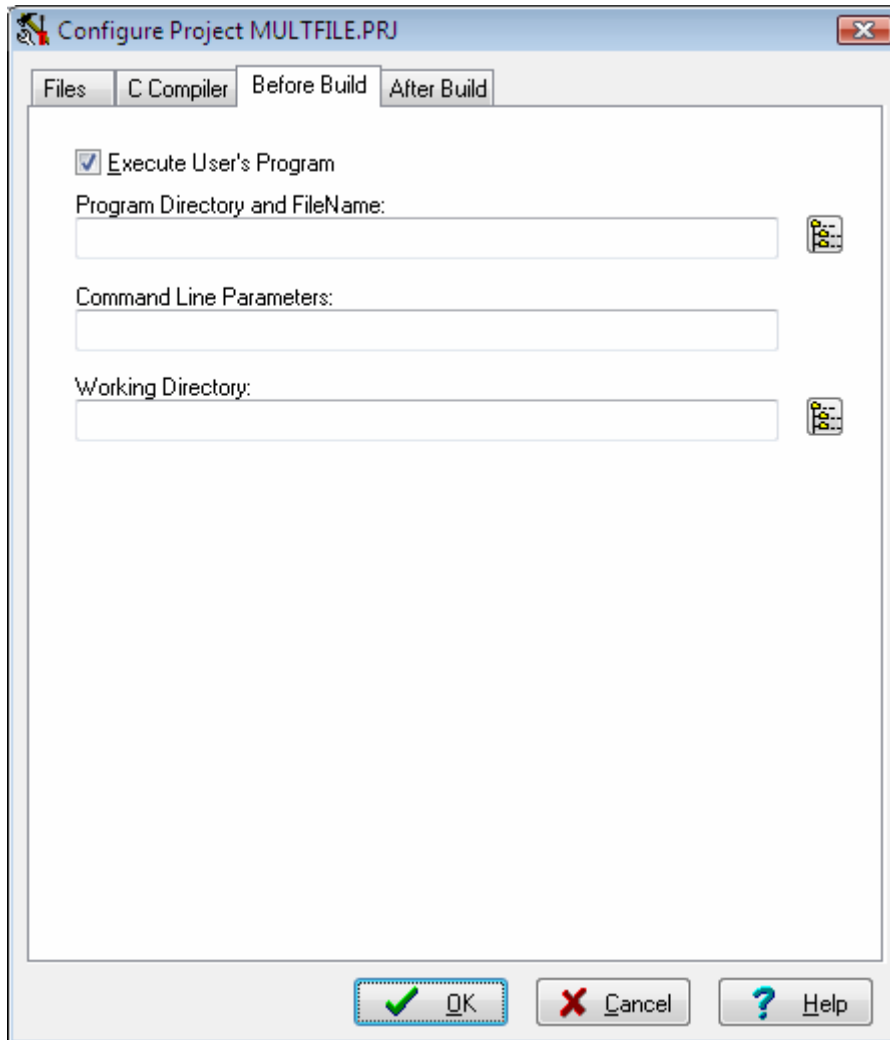 Configure Project MULTFILE.PRJ
Files C Compiler Before Build After Build
Execute User's Program
Program Directory and FileName:
Command Line Parameters:
Working Directory:
OK Cancel Help